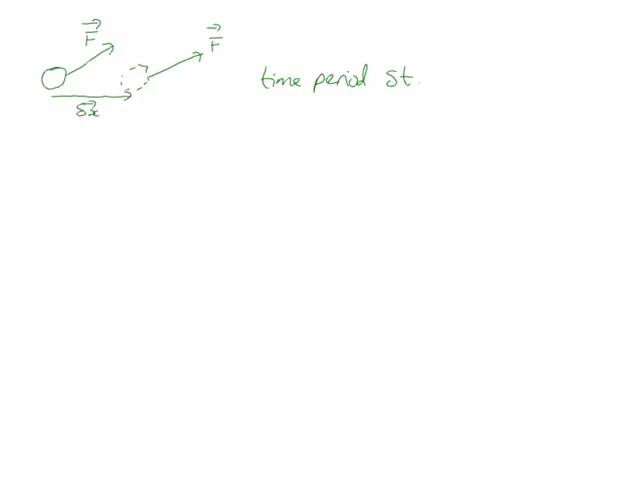 F⃗
F⃗
time period δt.
δx⃗